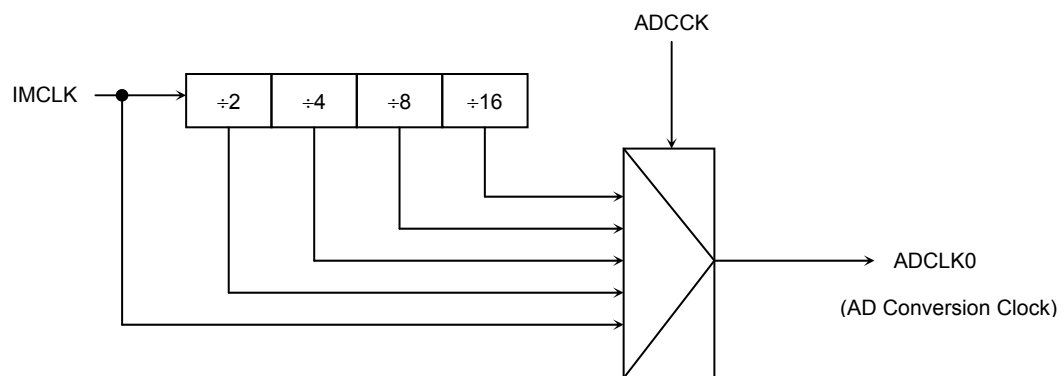 ADCCK
IMCLK
÷2 ÷4 ÷8 ÷16
ADCLK0
(AD Conversion Clock)